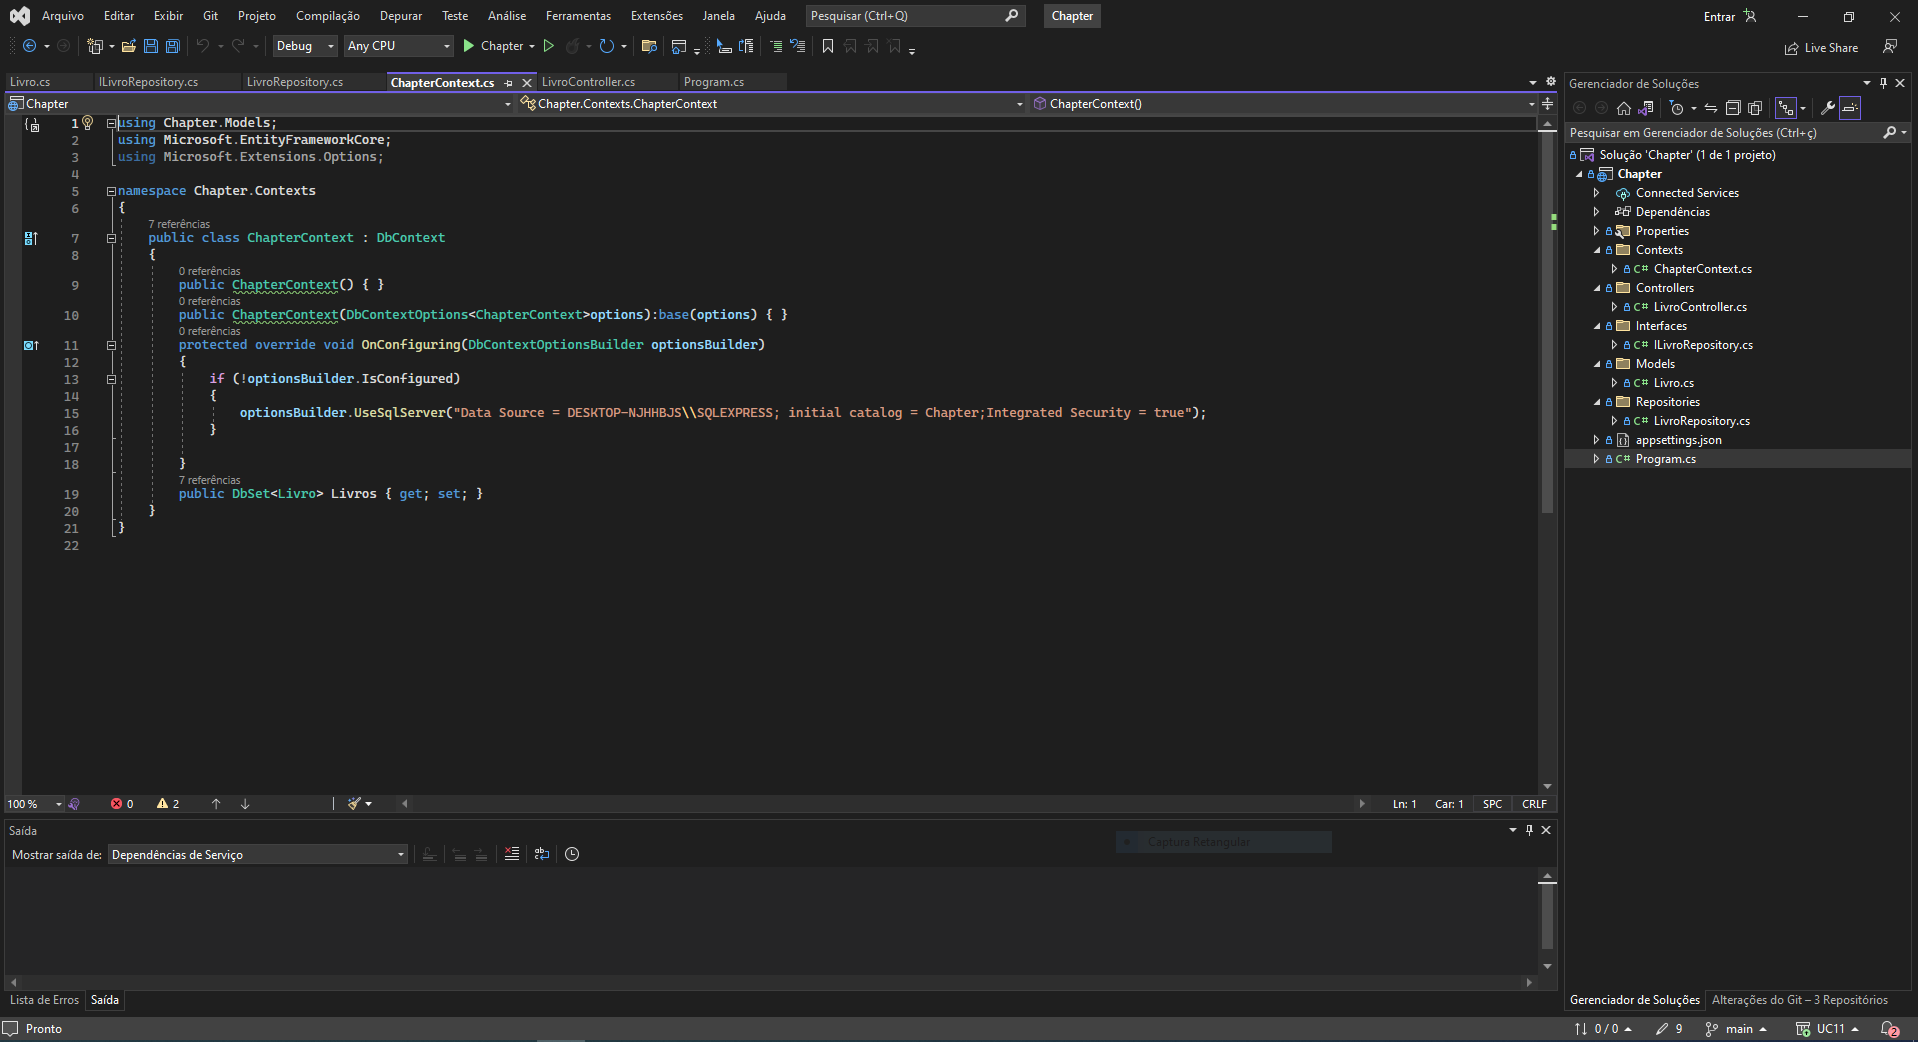 Arquivo Editar Exibir Git Projeto Compilação Depurar Teste Análise Ferramentas Extensões Janela Ajuda Pesquisar (Ctrl+Q) Chapter Entrar
Debug Any CPU Chapter Live Share
Livro.cs ILivroRepository.cs LivroRepository.cs ChapterContext.cs LivroController.cs Program.cs
Chapter Chapter.Contexts.ChapterContext ChapterContext()
1 using Chapter.Models;
2 using Microsoft.EntityFrameworkCore;
3 using Microsoft.Extensions.Options;
4
5 namespace Chapter.Contexts
6 {
7 referências
7 public class ChapterContext : DbContext
8 {
0 referências
9 public ChapterContext() { }
0 referências
10 public ChapterContext(DbContextOptions<ChapterContext>options):base(options) { }
0 referências
11 protected override void OnConfiguring(DbContextOptionsBuilder optionsBuilder)
12 {
13 if (!optionsBuilder.IsConfigured)
14 {
15 optionsBuilder.UseSqlServer("Data Source = DESKTOP-NJHHBJS\\SQLEXPRESS; initial catalog = Chapter;Integrated Security = true");
16 }
17
18 }
7 referências
19 public DbSet<Livro> Livros { get; set; }
20 }
21 }
22
100 % 0 2 Ln: 1 Car: 1 SPC CRLF
Saída
Mostrar saída de: Dependências de Serviço
Captura Retangular
Lista de Erros Saída
Gerenciador de Soluções
Pesquisar em Gerenciador de Soluções (Ctrl+ç)
Solução 'Chapter' (1 de 1 projeto)
Chapter
Connected Services
Dependências
Properties
Contexts
C# ChapterContext.cs
Controllers
C# LivroController.cs
Interfaces
C# ILivroRepository.cs
Models
C# Livro.cs
Repositories
C# LivroRepository.cs
appsettings.json
C# Program.cs
Gerenciador de Soluções Alterações do Git – 3 Repositórios
Pronto 0 / 0 9 main UC11 2